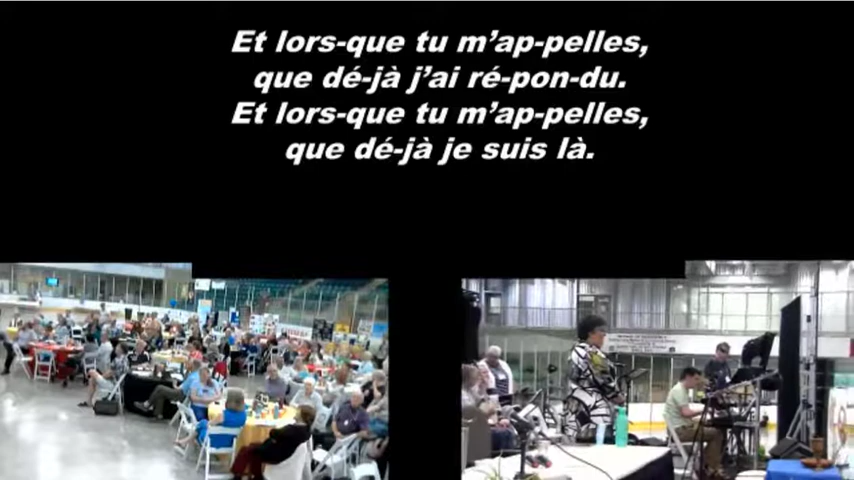 Et lors-que tu m'ap-pelles,
que dé-jà j'ai ré-pon-du.
Et lors-que tu m'ap-pelles,
que dé-jà je suis là.